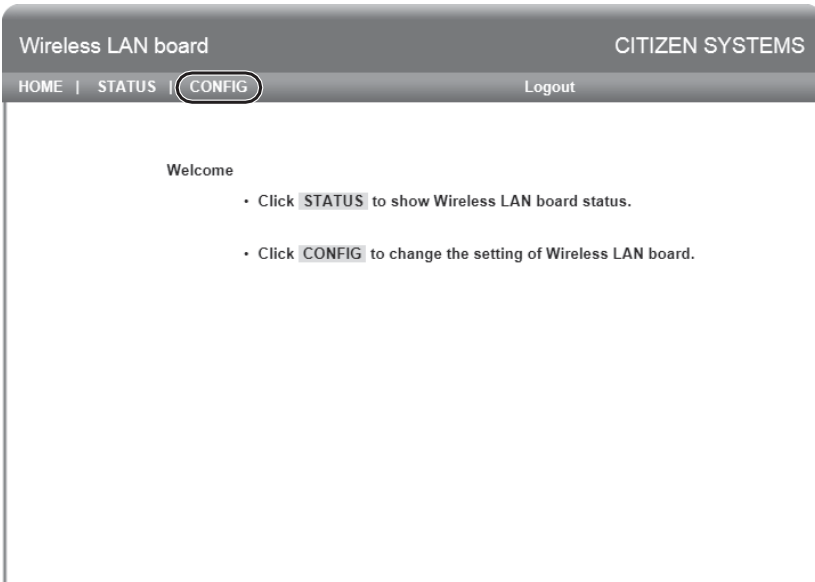 Wireless LAN board CITIZEN SYSTEMS
HOME | STATUS | CONFIG Logout
Welcome
• Click STATUS to show Wireless LAN board status.
• Click CONFIG to change the setting of Wireless LAN board.